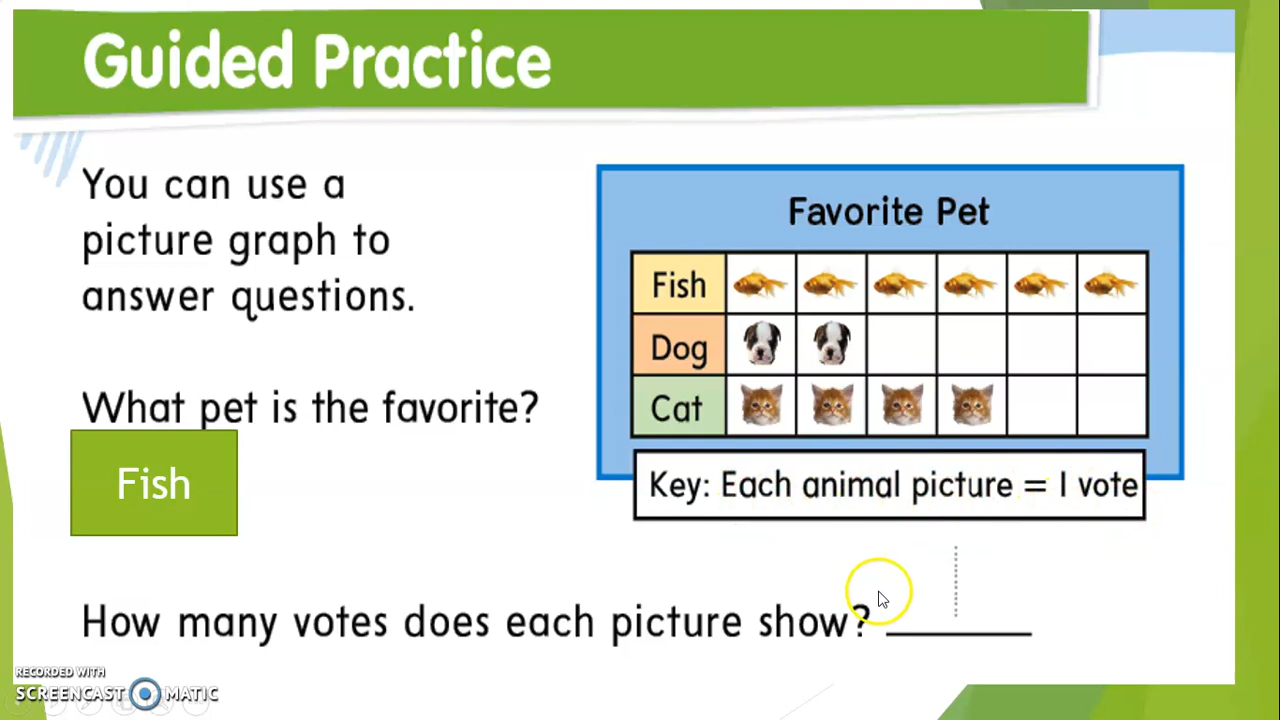 Guided Practice
You can use a
picture graph to
answer questions.
What pet is the favorite?
Fish
Favorite Pet
Fish
Dog
Cat
Key: Each animal picture = 1 vote
How many votes does each picture show? ________
RECORDED WITH
SCREENCAST MATIC